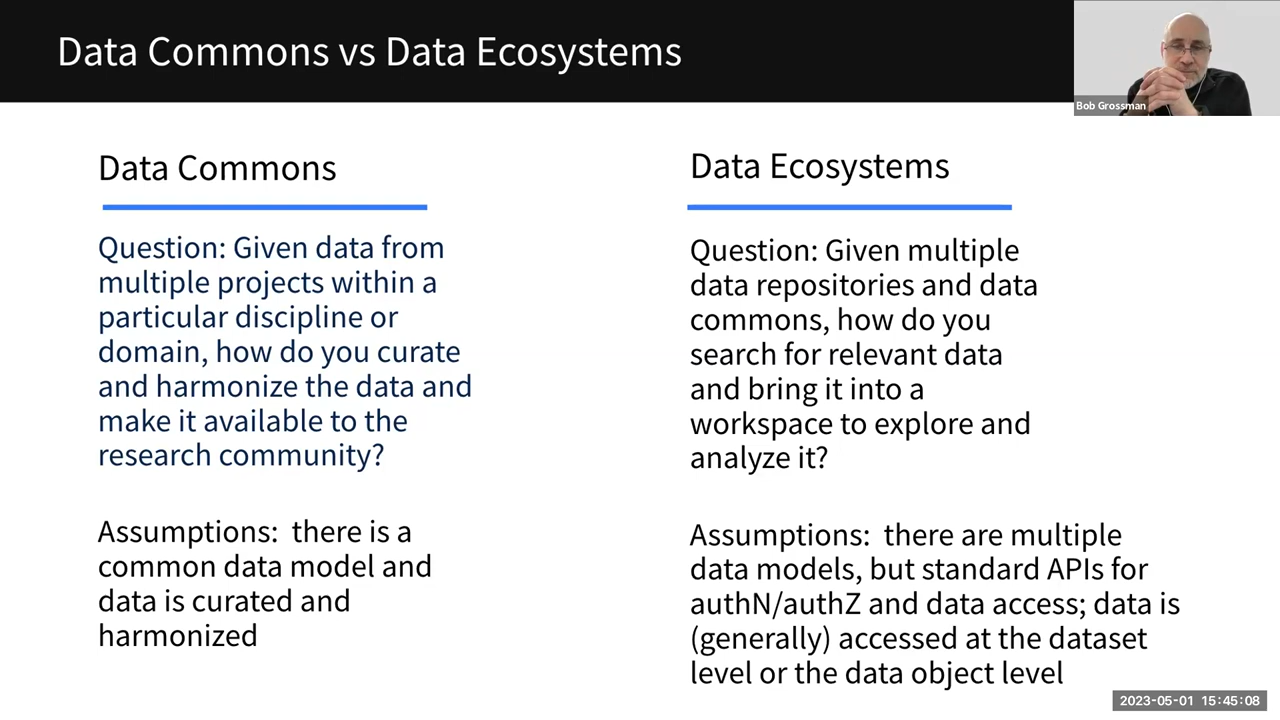 Data Commons vs Data Ecosystems
Bob Grossman
Data Commons
Question: Given data from
multiple projects within a
particular discipline or
domain, how do you curate
and harmonize the data and
make it available to the
research community?
Assumptions:  there is a
common data model and
data is curated and
harmonized
Data Ecosystems
Question: Given multiple
data repositories and data
commons, how do you
search for relevant data
and bring it into a
workspace to explore and
analyze it?
Assumptions:  there are multiple
data models, but standard APIs for
authN/authZ and data access; data is
(generally) accessed at the dataset
level or the data object level
2023-05-01  15:45:08